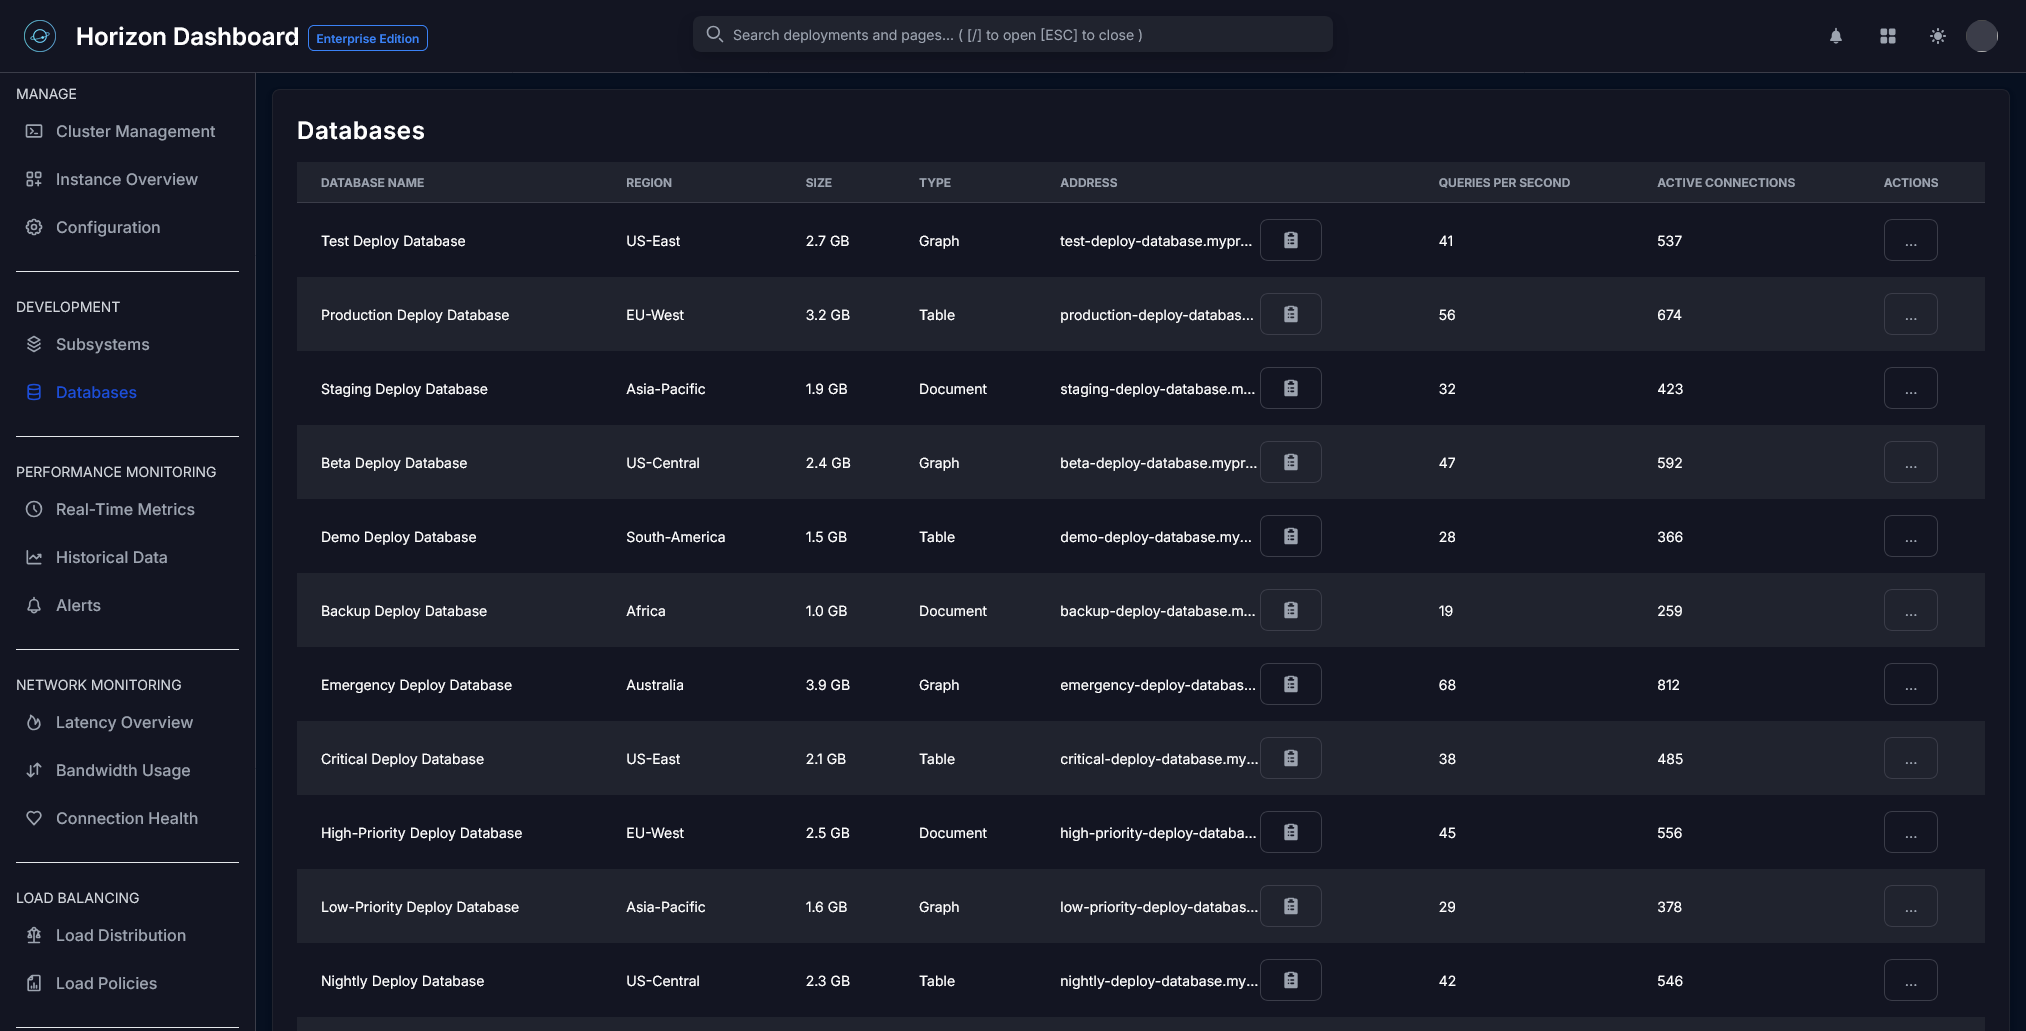 Horizon Dashboard Enterprise Edition
Search deployments and pages... ( [/] to open [ESC] to close )
MANAGE
Cluster Management
Instance Overview
Configuration
DEVELOPMENT
Subsystems
Databases
PERFORMANCE MONITORING
Real-Time Metrics
Historical Data
Alerts
NETWORK MONITORING
Latency Overview
Bandwidth Usage
Connection Health
LOAD BALANCING
Load Distribution
Load Policies
Databases
DATABASE NAME REGION SIZE TYPE ADDRESS QUERIES PER SECOND ACTIVE CONNECTIONS ACTIONS
Test Deploy Database US-East 2.7 GB Graph test-deploy-database.mypr... 41 537 ...
Production Deploy Database EU-West 3.2 GB Table production-deploy-databas... 56 674 ...
Staging Deploy Database Asia-Pacific 1.9 GB Document staging-deploy-database.m... 32 423 ...
Beta Deploy Database US-Central 2.4 GB Graph beta-deploy-database.mypr... 47 592 ...
Demo Deploy Database South-America 1.5 GB Table demo-deploy-database.my... 28 366 ...
Backup Deploy Database Africa 1.0 GB Document backup-deploy-database.m... 19 259 ...
Emergency Deploy Database Australia 3.9 GB Graph emergency-deploy-databas... 68 812 ...
Critical Deploy Database US-East 2.1 GB Table critical-deploy-database.my... 38 485 ...
High-Priority Deploy Database EU-West 2.5 GB Document high-priority-deploy-databa... 45 556 ...
Low-Priority Deploy Database Asia-Pacific 1.6 GB Graph low-priority-deploy-databas... 29 378 ...
Nightly Deploy Database US-Central 2.3 GB Table nightly-deploy-database.my... 42 546 ...